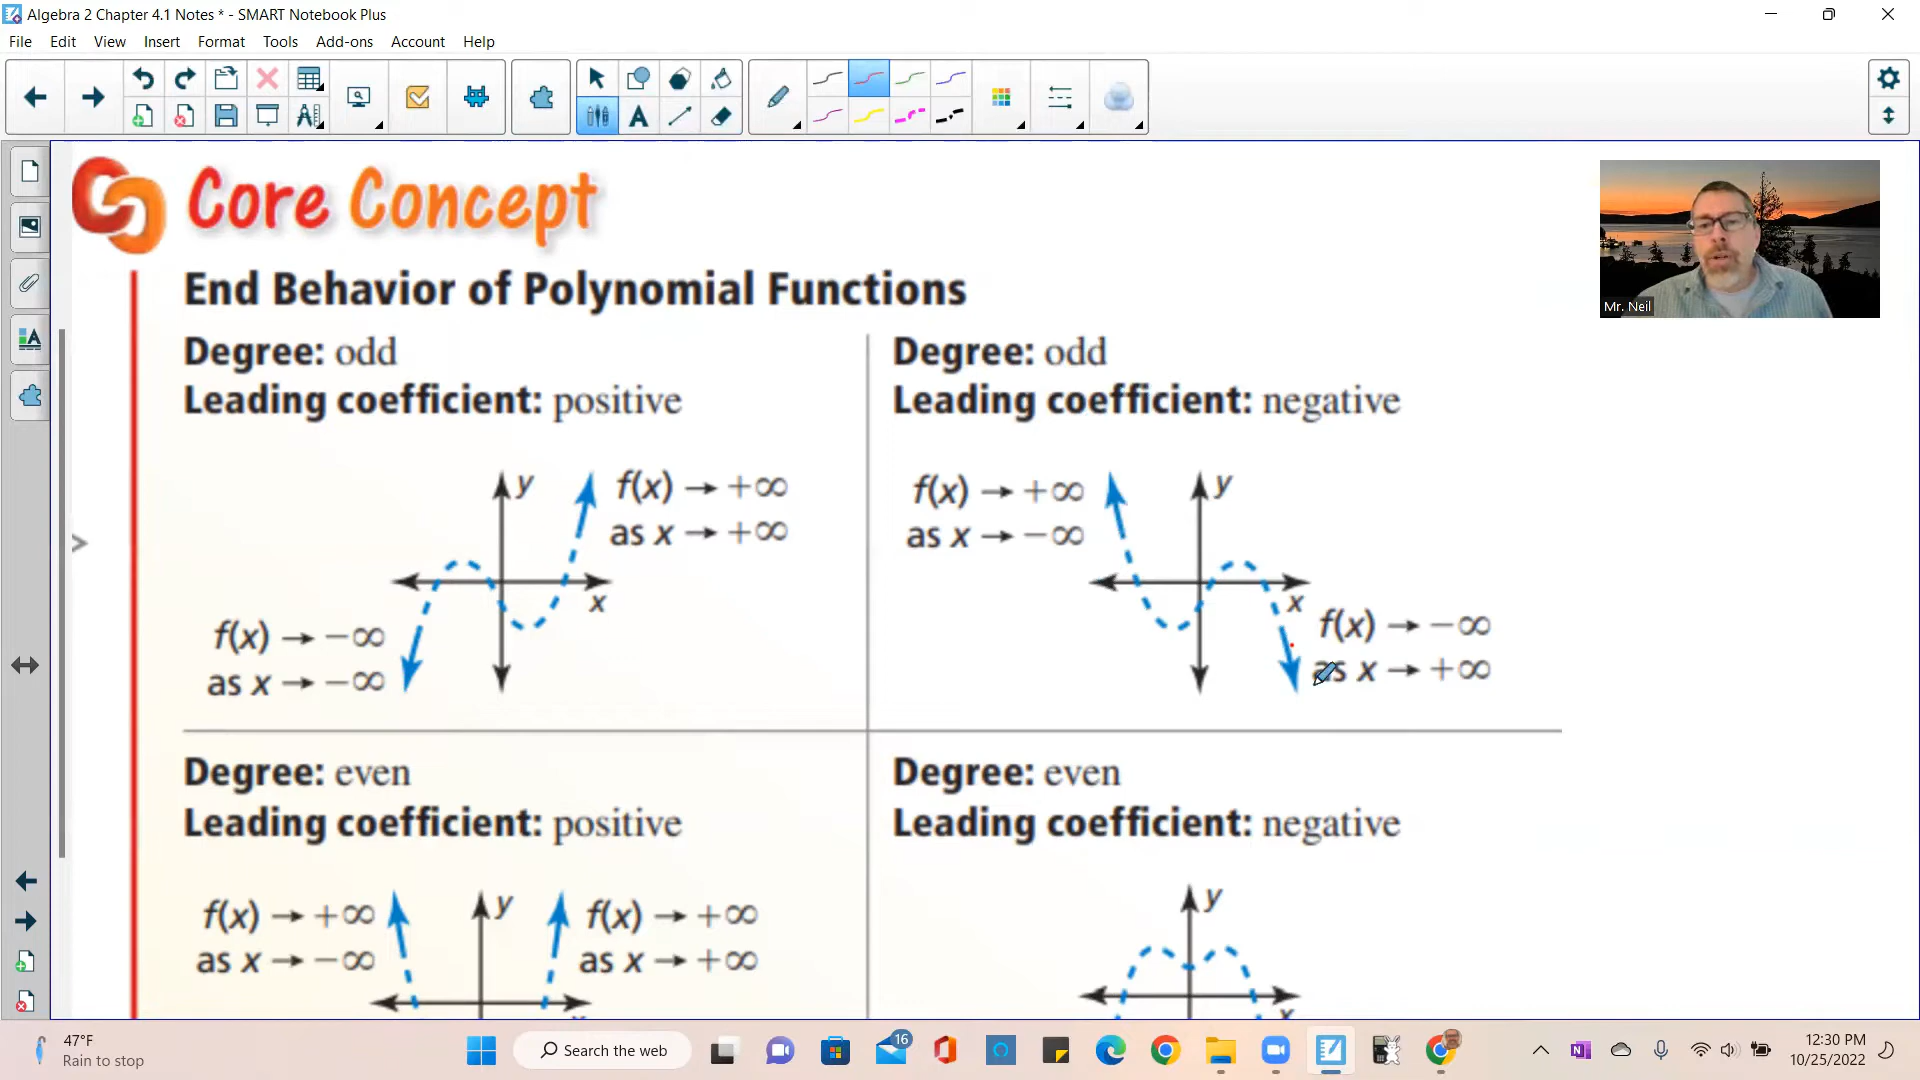 Algebra 2 Chapter 4.1 Notes * - SMART Notebook Plus
File Edit View Insert Format Tools Add-ons Account Help
Core Concept
Mr. Neil
End Behavior of Polynomial Functions
Degree: odd
Leading coefficient: positive
y
f(x) → +∞
as x → +∞
x
f(x) → −∞
as x → −∞
Degree: odd
Leading coefficient: negative
f(x) → +∞
as x → −∞
y
x
f(x) → −∞
as x → +∞
Degree: even
Leading coefficient: positive
f(x) → +∞
as x → −∞
y
f(x) → +∞
as x → +∞
Degree: even
Leading coefficient: negative
y
x
47°F
Rain to stop
Search the web
16
12:30 PM
10/25/2022